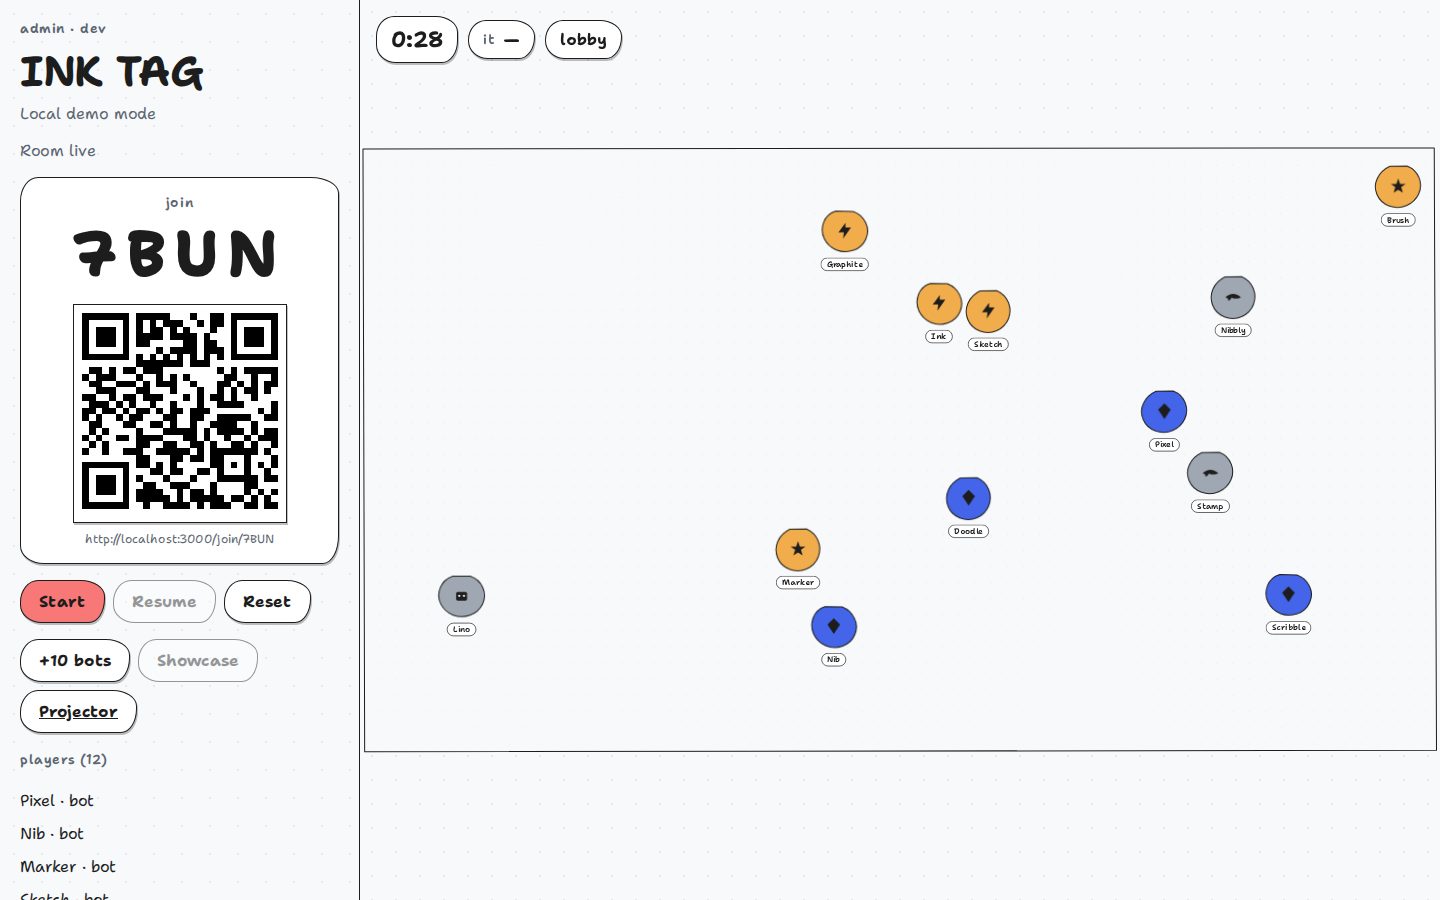 admin · dev
INK TAG
Local demo mode
Room live
join
7BUN
http://localhost:3000/join/7BUN
Start
Resume
Reset
+10 bots
Showcase
Projector
players (12)
Pixel · bot
Nib · bot
Marker · bot
Sketch · bot
0:28
it —
lobby
Brush
Graphite
Ink
Sketch
Nibbly
Pixel
Stamp
Doodle
Marker
Lino
Nib
Scribble